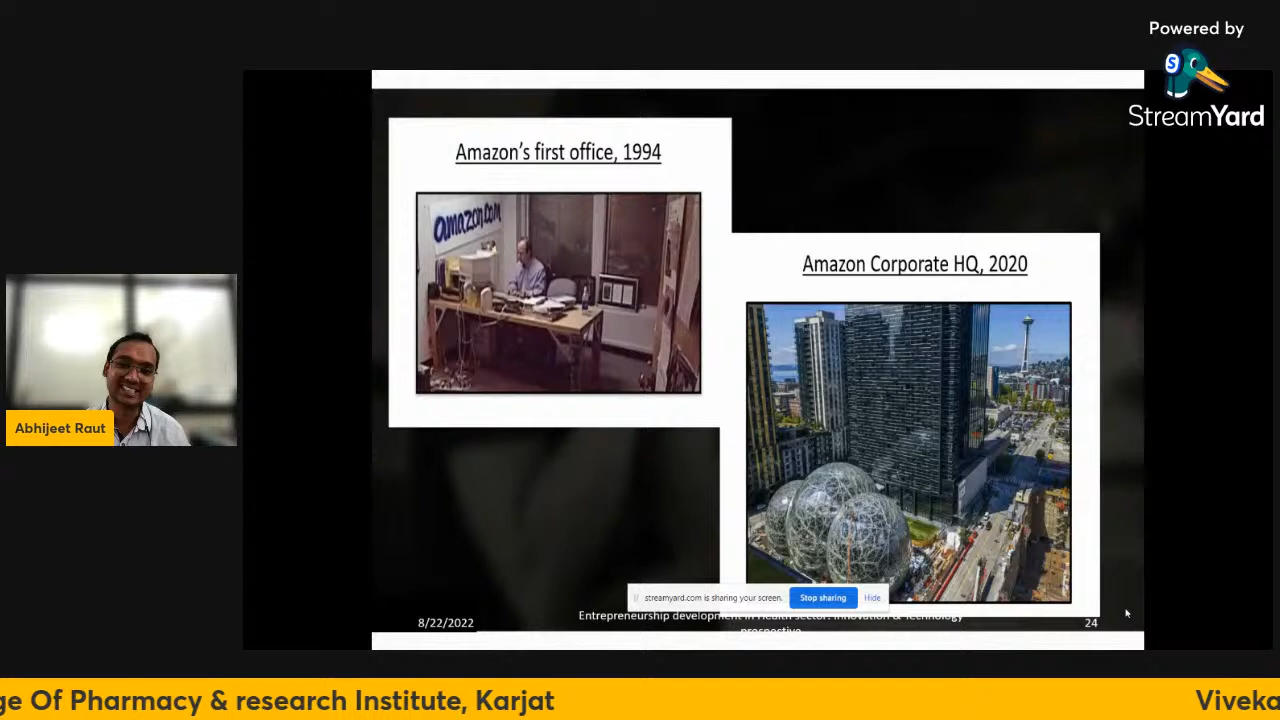 Powered by
StreamYard
Amazon's first office, 1994
amazon.com
Amazon Corporate HQ, 2020
Abhijeet Raut
streamyard.com is sharing your screen.
Stop sharing
Hide
Entrepreneurship development in Health sector: Innovation & Technology
prospective
8/22/2022
24
ge Of Pharmacy & research Institute, Karjat
Viveka